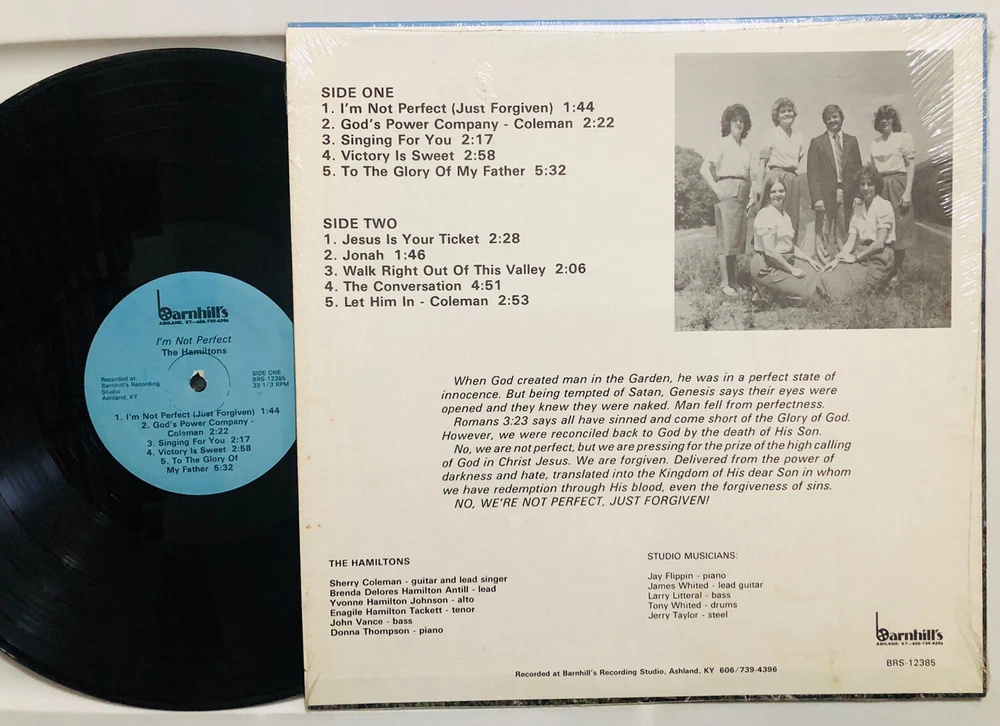 SIDE ONE
1. I'm Not Perfect (Just Forgiven) 1:44
2. God's Power Company - Coleman 2:22
3. Singing For You 2:17
4. Victory Is Sweet 2:58
5. To The Glory Of My Father 5:32
SIDE TWO
1. Jesus Is Your Ticket 2:28
2. Jonah 1:46
3. Walk Right Out Of This Valley 2:06
4. The Conversation 4:51
5. Let Him In - Coleman 2:53
When God created man in the Garden, he was in a perfect state of
innocence. But being tempted of Satan, Genesis says their eyes were
opened and they knew they were naked. Man fell from perfectness.
Romans 3:23 says all have sinned and come short of the Glory of God.
However, we were reconciled back to God by the death of His Son.
No, we are not perfect, but we are pressing for the prize of the high calling
of God in Christ Jesus. We are forgiven. Delivered from the power of
darkness and hate, translated into the Kingdom of His dear Son in whom
we have redemption through His blood, even the forgiveness of sins.
NO, WE'RE NOT PERFECT, JUST FORGIVEN!
THE HAMILTONS
Sherry Coleman - guitar and lead singer
Brenda Delores Hamilton Antill - lead
Yvonne Hamilton Johnson - alto
Enagile Hamilton Tackett - tenor
John Vance - bass
Donna Thompson - piano
STUDIO MUSICIANS:
Jay Flippin - piano
James Whited - lead guitar
Larry Litteral - bass
Tony Whited - drums
Jerry Taylor - steel
Barnhill's
ASHLAND, KY-606-739-4396
BRS-12385
Recorded at Barnhill's Recording Studio, Ashland, KY 606/739-4396
Barnhill's
ASHLAND, KY-606-739-4396
I'm Not Perfect
The Hamiltons
Recorded at
Barnhill's Recording
Studio
Ashland, KY
SIDE ONE
BRS-12385
33 1/3 RPM
1. I'm Not Perfect (Just Forgiven) 1:44
2. God's Power Company -
Coleman 2:22
3. Singing For You 2:17
4. Victory Is Sweet 2:58
5. To The Glory Of
My Father 5:32